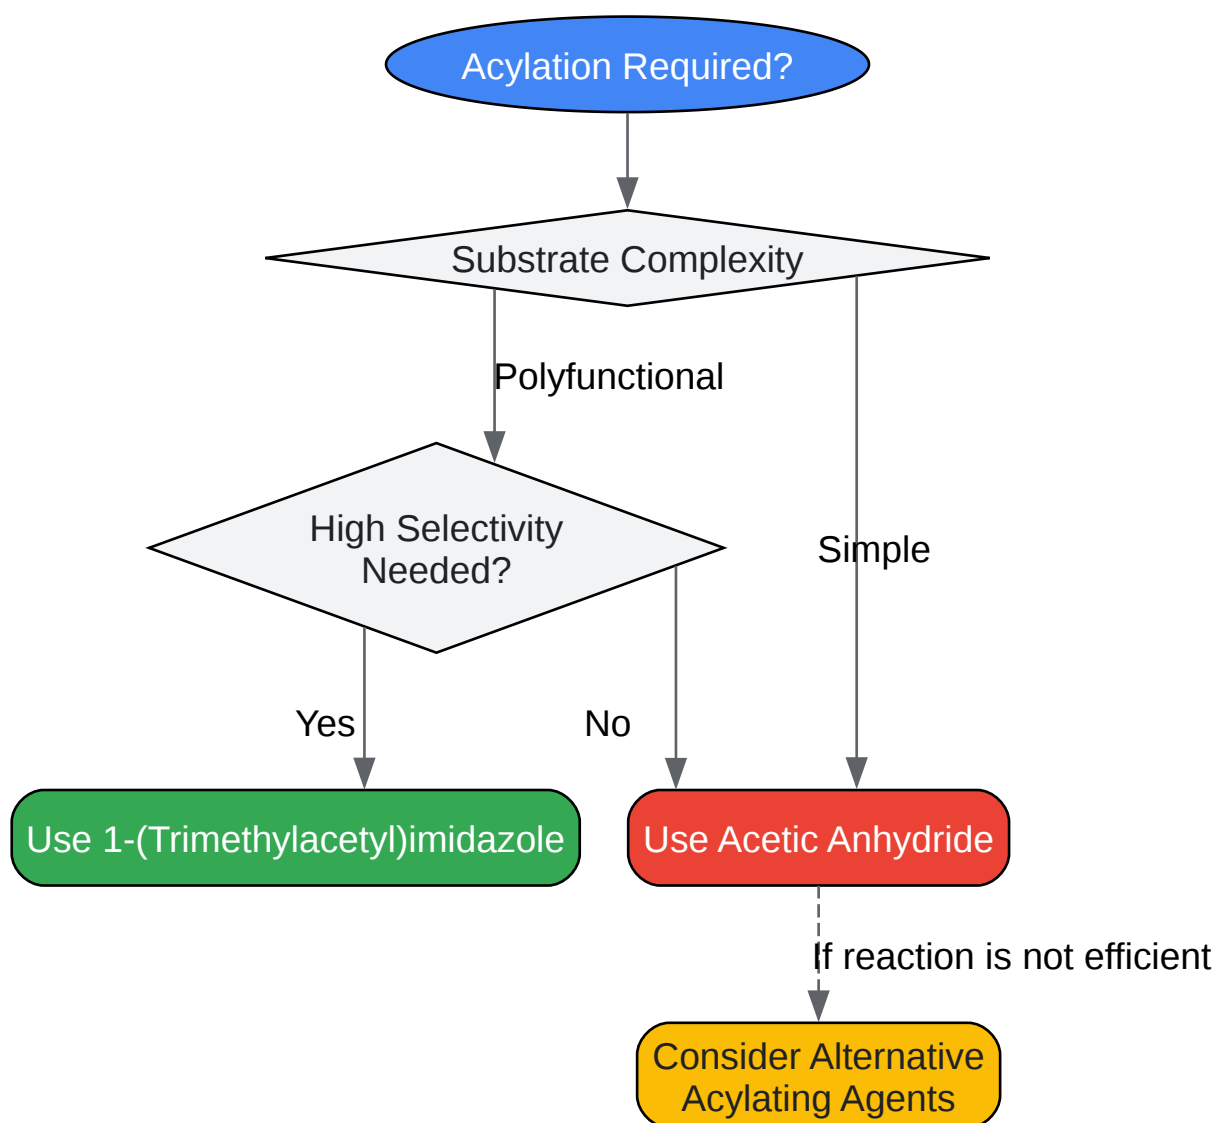 Acylation Required?
Substrate Complexity
Polyfunctional
High Selectivity
Needed?
Simple
Yes
No
Use 1-(Trimethylacetyl)imidazole
Use Acetic Anhydride
If reaction is not efficient
Consider Alternative
Acylating Agents